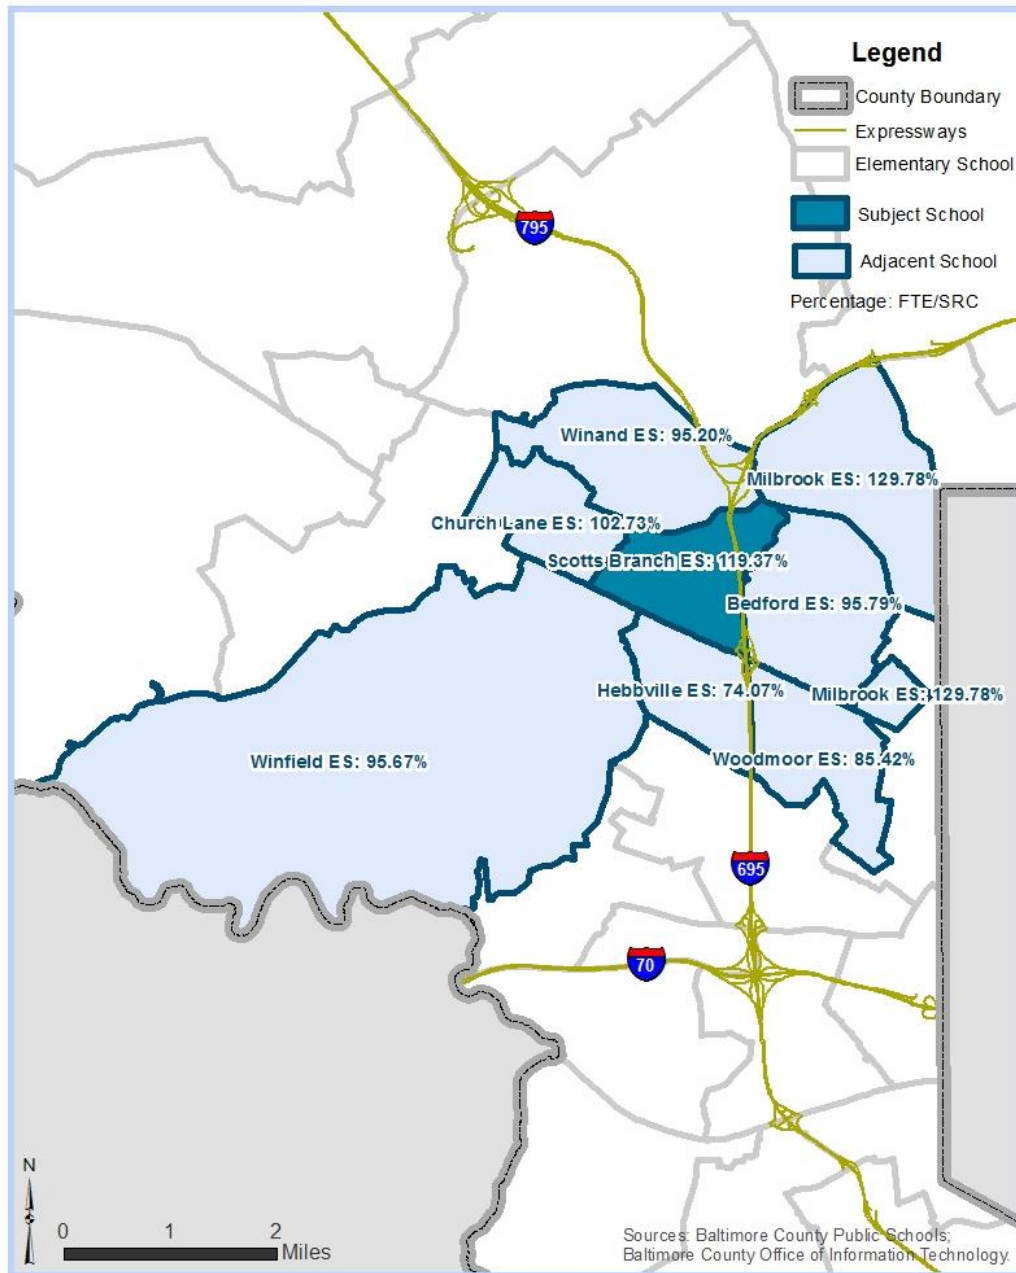 Legend
County Boundary
Expressways
Elementary School
Subject School
Adjacent School
Percentage: FTE/SRC
795
Winand ES: 95.20%
Milbrook ES: 129.78%
Church Lane ES: 102.73%
Scotts Branch ES: 119.37%
Bedford ES: 95.79%
Hebbville ES: 74.07%
Milbrook ES: 129.78%
Winfield ES: 95.67%
Woodmoor ES: 85.42%
695
70
N
0 1 2
Miles
Sources: Baltimore County Public Schools;
Baltimore County Office of Information Technology.